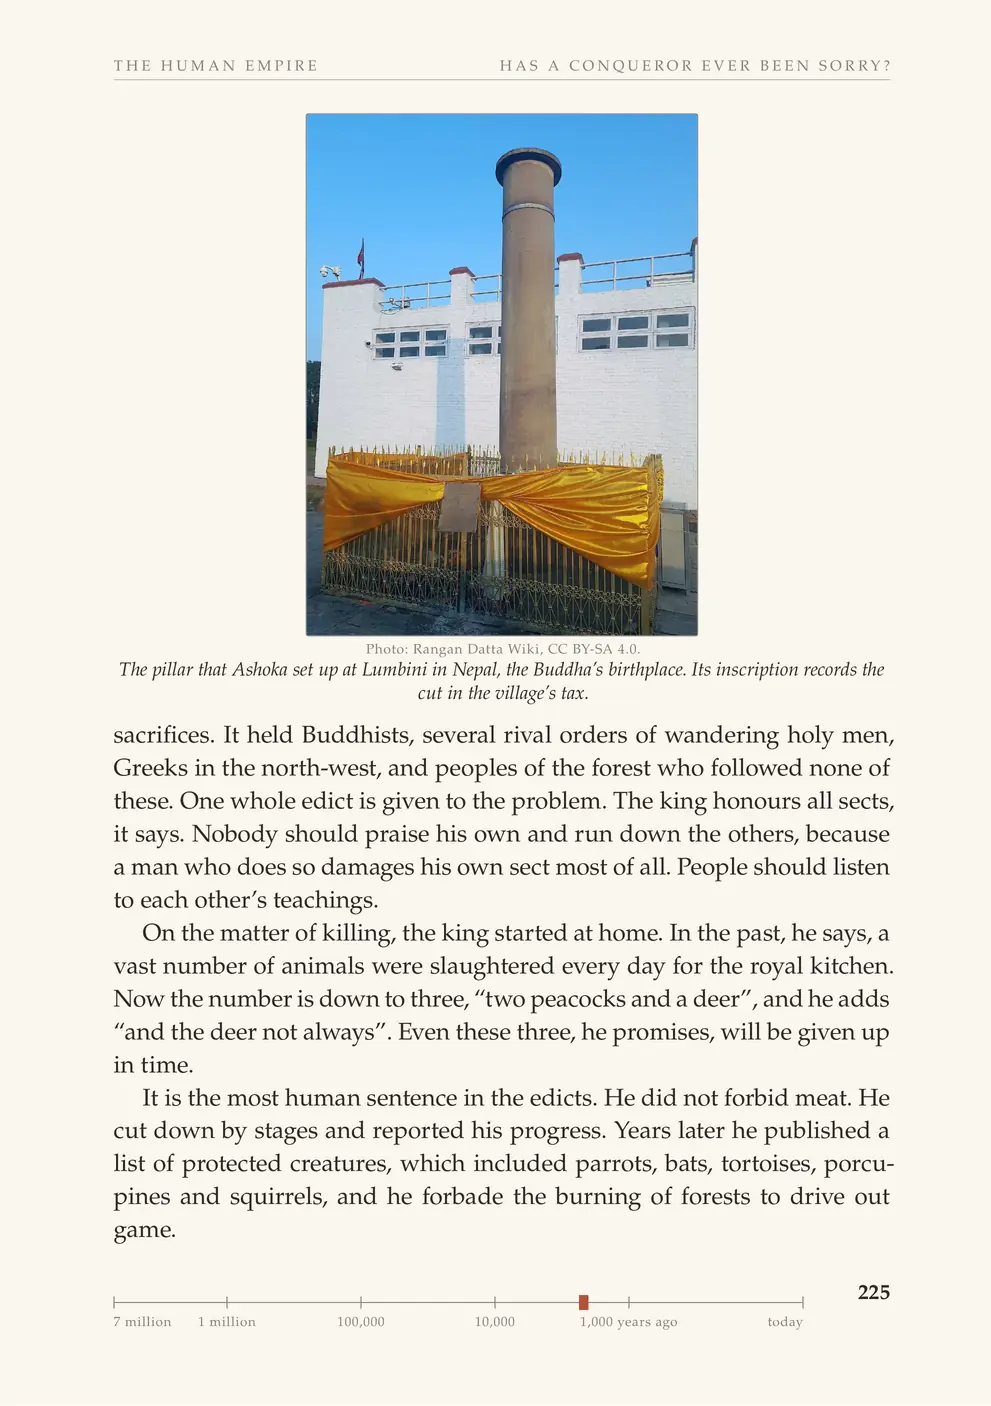 THE HUMAN EMPIRE
HAS A CONQUEROR EVER BEEN SORRY?
Photo: Rangan Datta Wiki, CC BY-SA 4.0.
The pillar that Ashoka set up at Lumbini in Nepal, the Buddha’s birthplace. Its inscription records the
cut in the village’s tax.
sacrifices. It held Buddhists, several rival orders of wandering holy men,
Greeks in the north-west, and peoples of the forest who followed none of
these. One whole edict is given to the problem. The king honours all sects,
it says. Nobody should praise his own and run down the others, because
a man who does so damages his own sect most of all. People should listen
to each other’s teachings.
On the matter of killing, the king started at home. In the past, he says, a
vast number of animals were slaughtered every day for the royal kitchen.
Now the number is down to three, “two peacocks and a deer”, and he adds
“and the deer not always”. Even these three, he promises, will be given up
in time.
It is the most human sentence in the edicts. He did not forbid meat. He
cut down by stages and reported his progress. Years later he published a
list of protected creatures, which included parrots, bats, tortoises, porcu-
pines and squirrels, and he forbade the burning of forests to drive out
game.
225
7 million
1 million
100,000
10,000
1,000 years ago
today